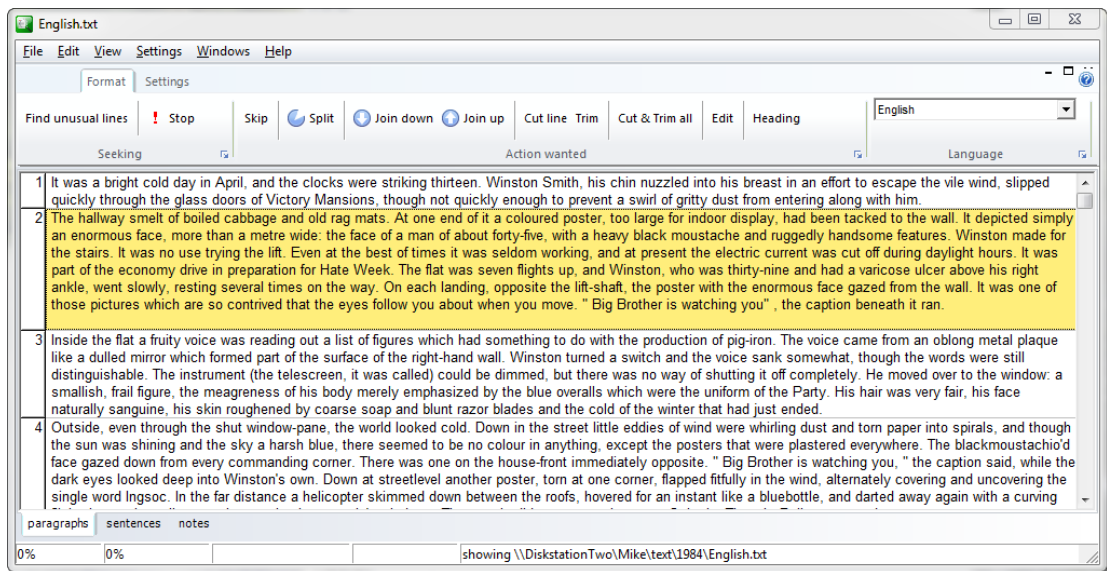 English.txt
File Edit View Settings Windows Help
Format Settings
Find unusual lines ! Stop Skip Split Join down Join up Cut line Trim Cut & Trim all Edit Heading English
Seeking Action wanted Language
1 It was a bright cold day in April, and the clocks were striking thirteen. Winston Smith, his chin nuzzled into his breast in an effort to escape the vile wind, slipped
quickly through the glass doors of Victory Mansions, though not quickly enough to prevent a swirl of gritty dust from entering along with him.
2 The hallway smelt of boiled cabbage and old rag mats. At one end of it a coloured poster, too large for indoor display, had been tacked to the wall. It depicted simply
an enormous face, more than a metre wide: the face of a man of about forty-five, with a heavy black moustache and ruggedly handsome features. Winston made for
the stairs. It was no use trying the lift. Even at the best of times it was seldom working, and at present the electric current was cut off during daylight hours. It was
part of the economy drive in preparation for Hate Week. The flat was seven flights up, and Winston, who was thirty-nine and had a varicose ulcer above his right
ankle, went slowly, resting several times on the way. On each landing, opposite the lift-shaft, the poster with the enormous face gazed from the wall. It was one of
those pictures which are so contrived that the eyes follow you about when you move. " Big Brother is watching you" , the caption beneath it ran.
3 Inside the flat a fruity voice was reading out a list of figures which had something to do with the production of pig-iron. The voice came from an oblong metal plaque
like a dulled mirror which formed part of the surface of the right-hand wall. Winston turned a switch and the voice sank somewhat, though the words were still
distinguishable. The instrument (the telescreen, it was called) could be dimmed, but there was no way of shutting it off completely. He moved over to the window: a
smallish, frail figure, the meagreness of his body merely emphasized by the blue overalls which were the uniform of the Party. His hair was very fair, his face
naturally sanguine, his skin roughened by coarse soap and blunt razor blades and the cold of the winter that had just ended.
4 Outside, even through the shut window-pane, the world looked cold. Down in the street little eddies of wind were whirling dust and torn paper into spirals, and though
the sun was shining and the sky a harsh blue, there seemed to be no colour in anything, except the posters that were plastered everywhere. The blackmoustachio'd
face gazed down from every commanding corner. There was one on the house-front immediately opposite. " Big Brother is watching you, " the caption said, while the
dark eyes looked deep into Winston's own. Down at streetlevel another poster, torn at one corner, flapped fitfully in the wind, alternately covering and uncovering the
single word Ingsoc. In the far distance a helicopter skimmed down between the roofs, hovered for an instant like a bluebottle, and darted away again with a curving
paragraphs sentences notes
0% 0% showing \\DiskstationTwo\Mike\text\1984\English.txt